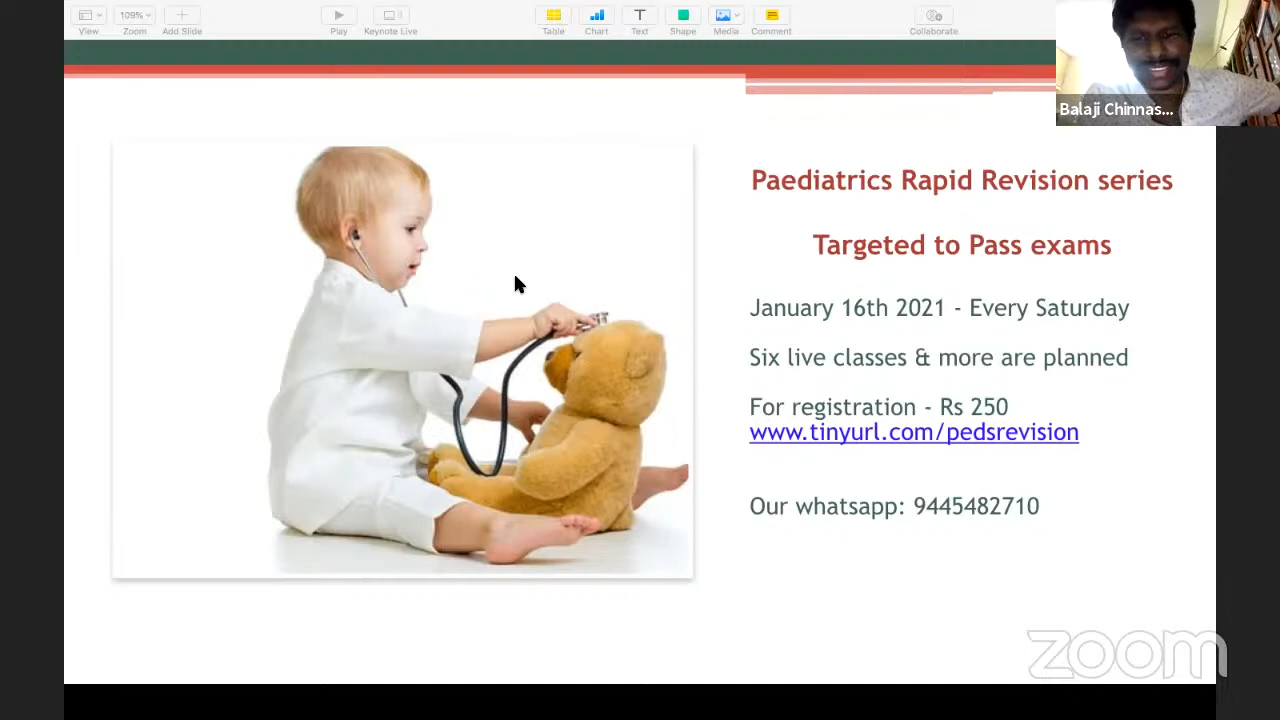 109%
View
Zoom
Add Slide
Play
Keynote Live
Table
Chart
Text
Shape
Media
Comment
Collaborate
Balaji Chinnas...
Paediatrics Rapid Revision series
Targeted to Pass exams
January 16th 2021 - Every Saturday
Six live classes & more are planned
For registration - Rs 250
www.tinyurl.com/pedsrevision
Our whatsapp: 9445482710
zoom